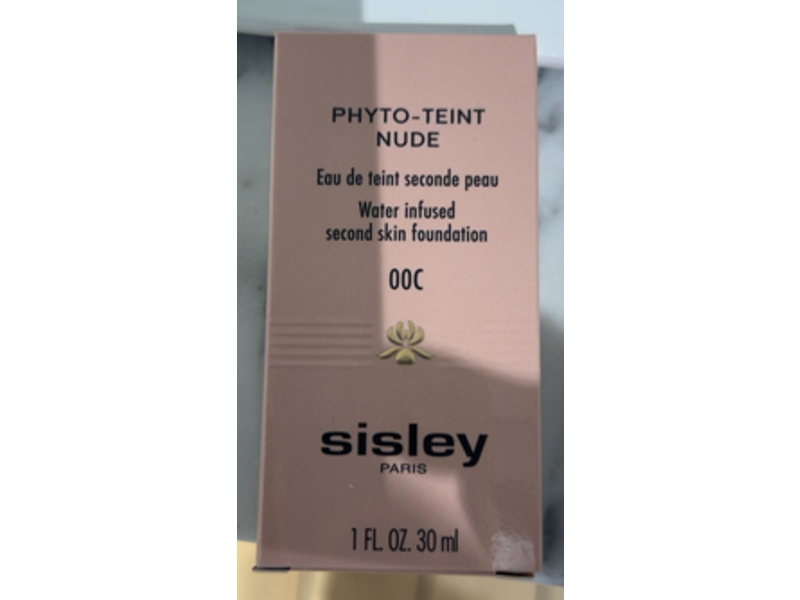 PHYTO-TEINT
NUDE
Eau de teint seconde peau
Water infused
second skin foundation
00C
sisley
PARIS
1 FL. OZ. 30 ml